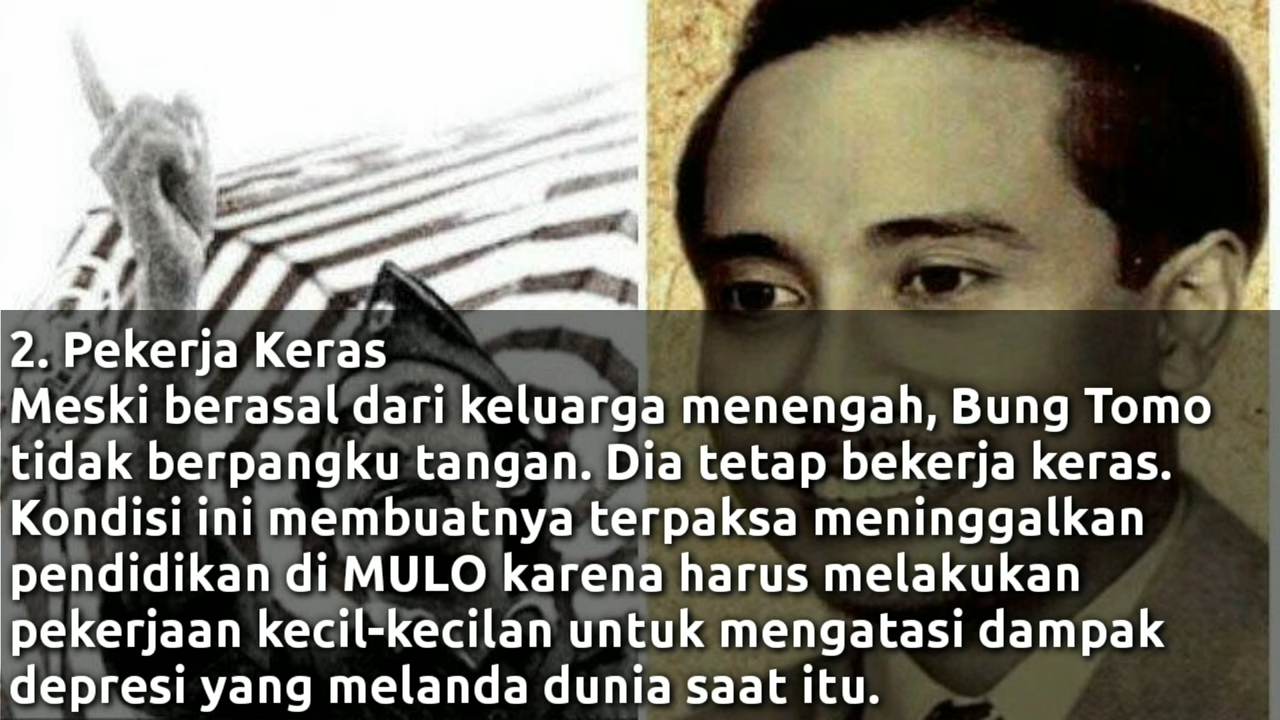 2. Pekerja Keras
Meski berasal dari keluarga menengah, Bung Tomo
tidak berpangku tangan. Dia tetap bekerja keras.
Kondisi ini membuatnya terpaksa meninggalkan
pendidikan di MULO karena harus melakukan
pekerjaan kecil-kecilan untuk mengatasi dampak
depresi yang melanda dunia saat itu.